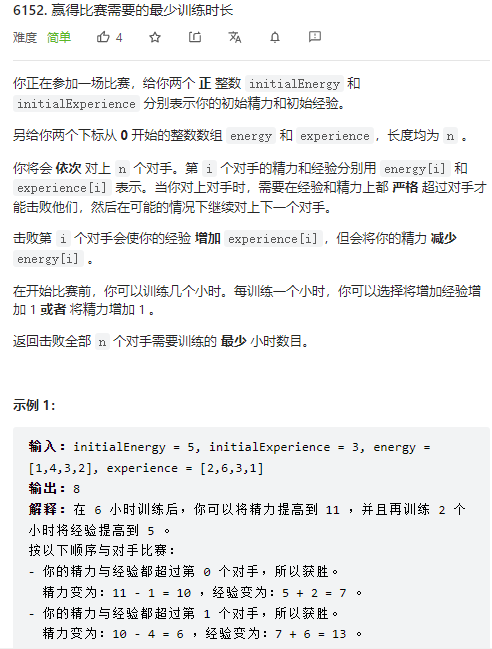 6152. 赢得比赛需要的最少训练时长
难度 简单 4
你正在参加一场比赛，给你两个 正 整数 initialEnergy 和
initialExperience 分别表示你的初始精力和初始经验。
另给你两个下标从 0 开始的整数数组 energy 和 experience，长度均为 n 。
你将会 依次 对上 n 个对手。第 i 个对手的精力和经验分别用 energy[i] 和
experience[i] 表示。当你对上对手时，需要在经验和精力上都 严格 超过对手才
能击败他们，然后在可能的情况下继续对上下一个对手。
击败第 i 个对手会使你的经验 增加 experience[i]，但会将你的精力 减少
energy[i] 。
在开始比赛前，你可以训练几个小时。每训练一个小时，你可以选择将增加经验增
加 1 或者 将精力增加 1 。
返回击败全部 n 个对手需要训练的 最少 小时数目。
示例 1：
输入：initialEnergy = 5, initialExperience = 3, energy =
[1,4,3,2], experience = [2,6,3,1]
输出：8
解释：在 6 小时训练后，你可以将精力提高到 11 ，并且再训练 2 个
小时将经验提高到 5 。
按以下顺序与对手比赛：
- 你的精力与经验都超过第 0 个对手，所以获胜。
精力变为：11 - 1 = 10 ，经验变为：5 + 2 = 7 。
- 你的精力与经验都超过第 1 个对手，所以获胜。
精力变为：10 - 4 = 6 ，经验变为：7 + 6 = 13 。